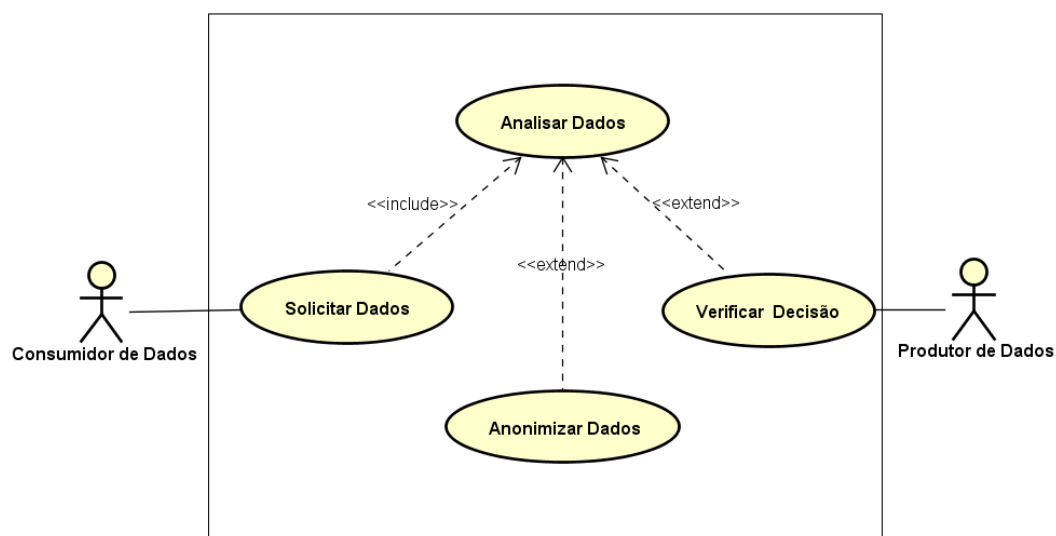 Analisar Dados
<<include>>
<<extend>>
<<extend>>
Solicitar Dados
Verificar Decisão
Consumidor de Dados
Produtor de Dados
Anonimizar Dados